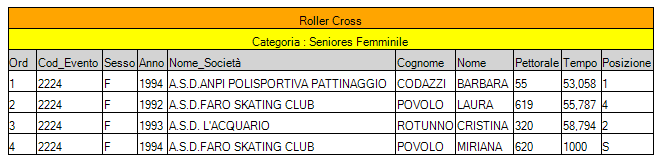 Roller Cross
Categoria : Seniores Femminile
Ord Cod_Evento Sesso Anno Nome_Società Cognome Nome Pettorale Tempo Posizione
1 2224 F 1994 A.S.D.ANPI POLISPORTIVA PATTINAGGIO CODAZZI BARBARA 55 53,058 1
2 2224 F 1992 A.S.D.FARO SKATING CLUB POVOLO LAURA 619 55,787 4
3 2224 F 1993 A.S.D. L'ACQUARIO ROTUNNO CRISTINA 320 58,794 2
4 2224 F 1994 A.S.D.FARO SKATING CLUB POVOLO MIRIANA 620 1000 S